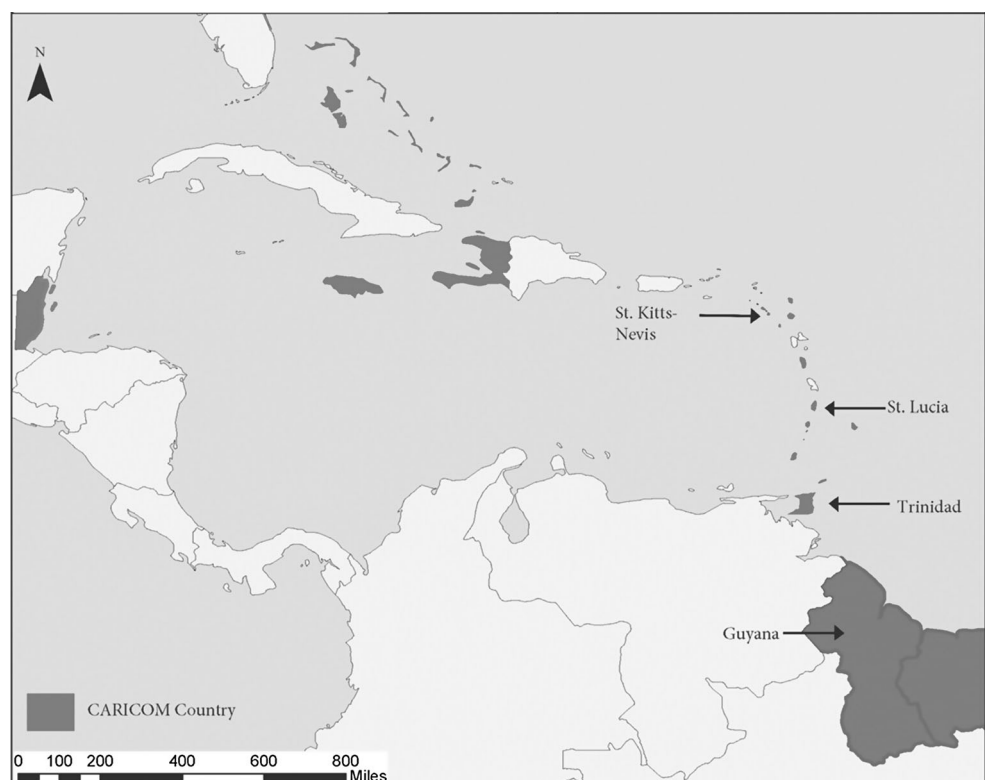 N
St. Kitts-
Nevis
St. Lucia
Trinidad
Guyana
CARICOM Country
0 100 200 400 600 800
Miles